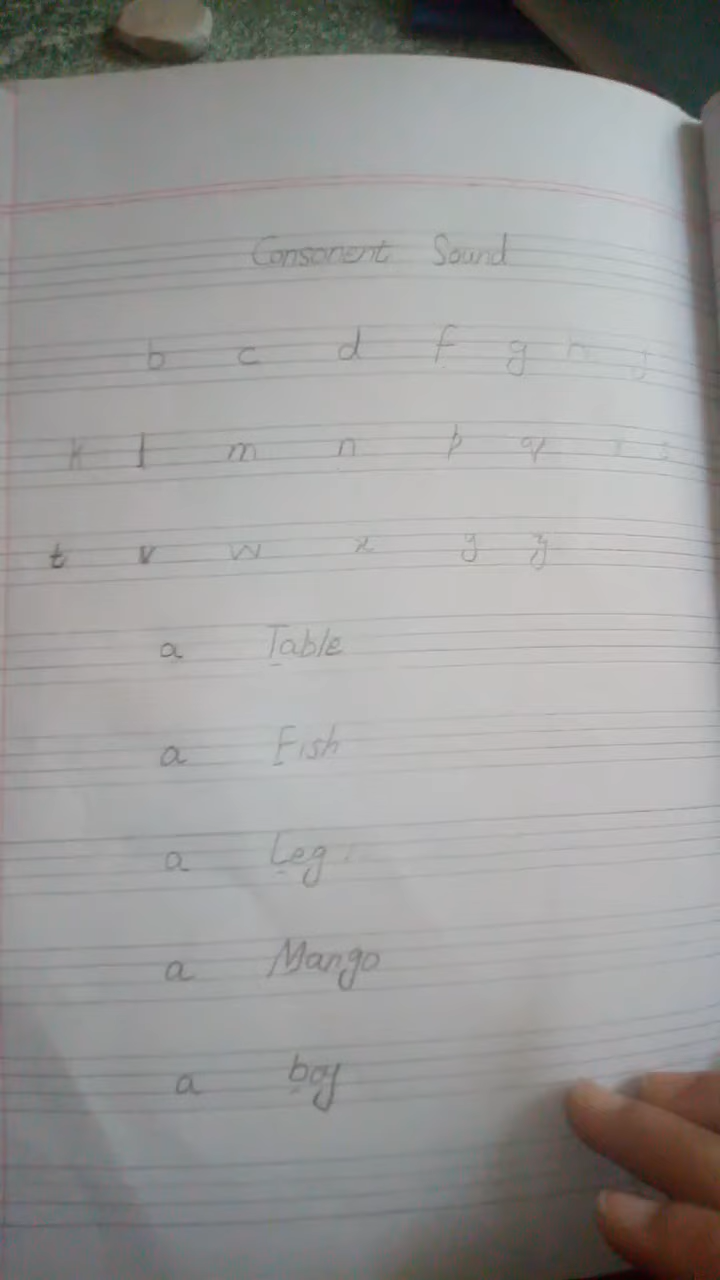 Consonent Sound
b c d f g h j
k l m n p q r s
t v w x y z
a Table
a Fish
a Leg
a Mango
a boy